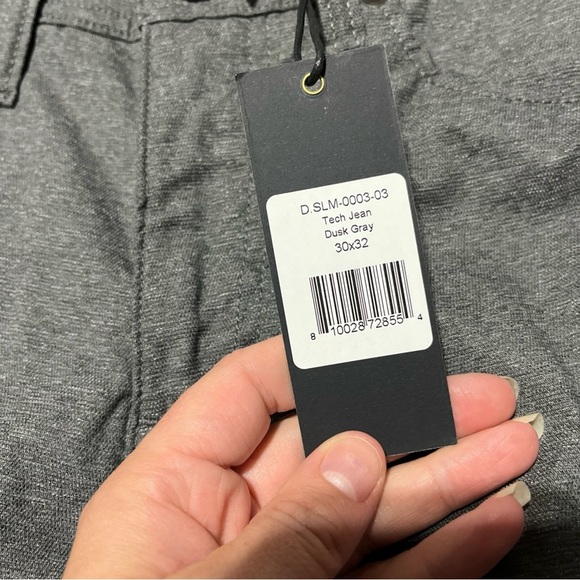 D.SLM-0003-03
Tech Jean
Dusk Gray
30x32
8 10028 72855 4